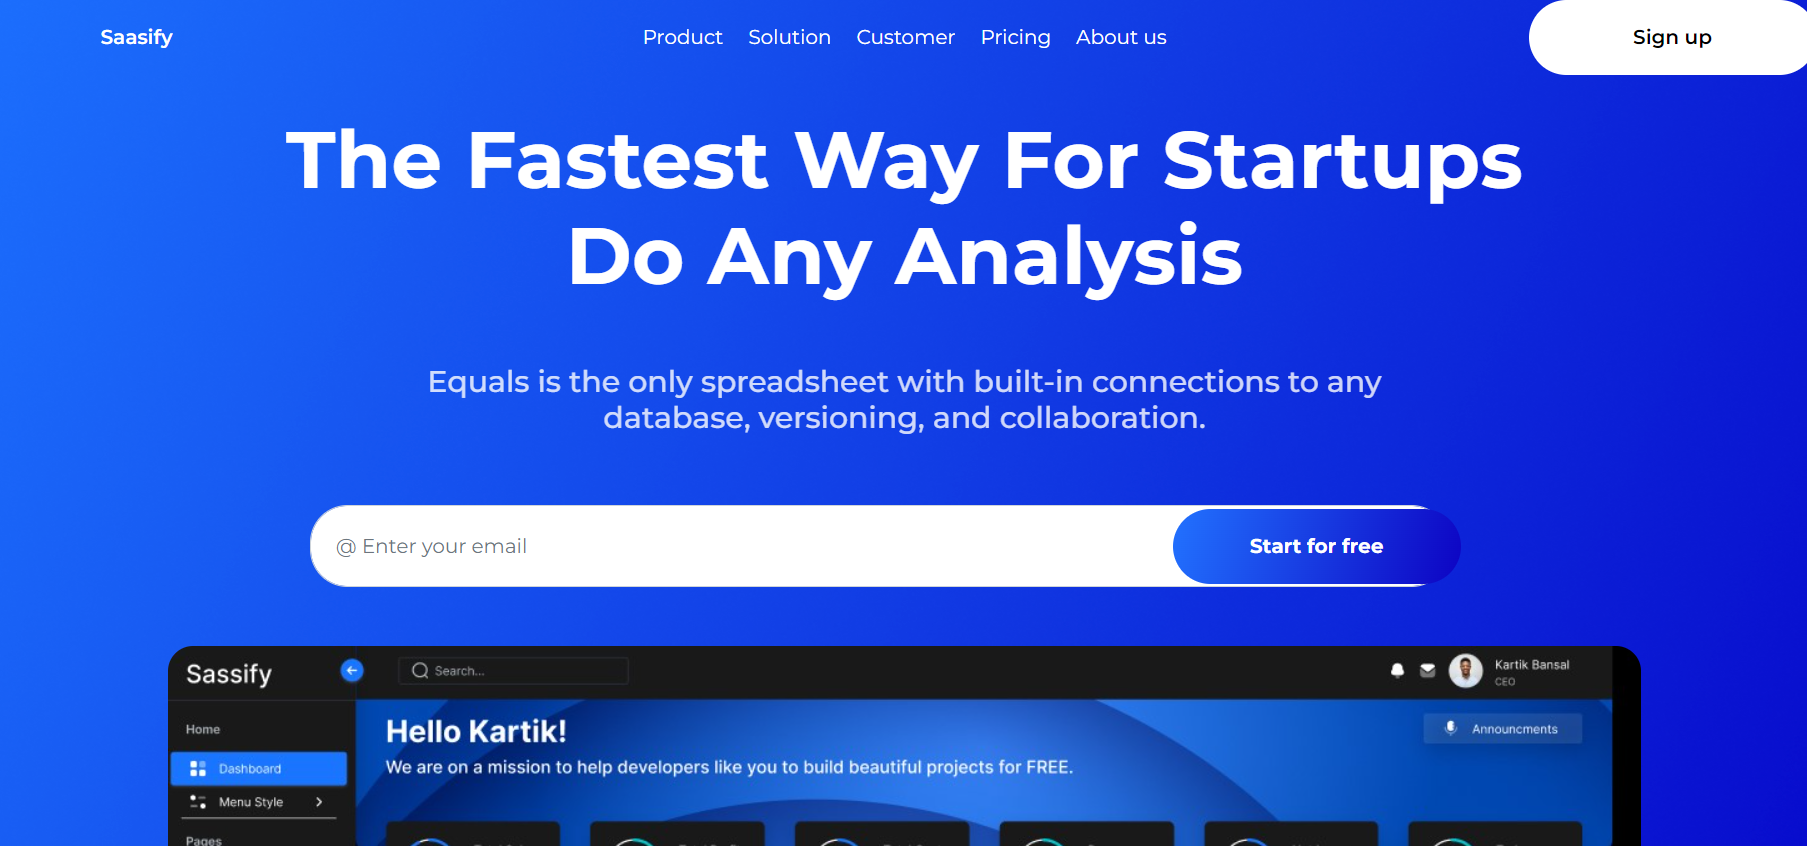 Saasify
Product Solution Customer Pricing About us
Sign up
The Fastest Way For Startups
Do Any Analysis
Equals is the only spreadsheet with built-in connections to any
database, versioning, and collaboration.
@ Enter your email
Start for free
Sassify
Search...
Kartik Bansal
CEO
Home
Dashboard
Menu Style
Pages
Hello Kartik!
We are on a mission to help developers like you to build beautiful projects for FREE.
Announcments